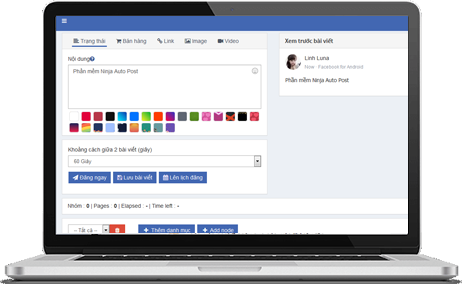 Trạng thái Bán hàng Link Image Video
Nội dung
Phần mềm Ninja Auto Post
Khoảng cách giữa 2 bài viết (giây)
60 Giây
Đăng ngay Lưu bài viết Lên lịch đăng
Nhóm : 0 | Pages : 0 | Elapsed : - | Time left : -
-- Tất cả -- Thêm danh mục Add node
Xem trước bài viết
Linh Luna
Now · Facebook for Android ·
Phần mềm Ninja Auto Post